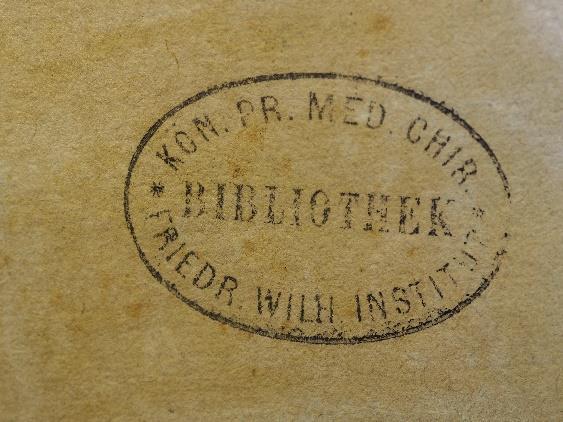 KÖN. PR. MED. CHIR.
BIBLIOTHEK
FRIEDR. WILH. INSTITUT